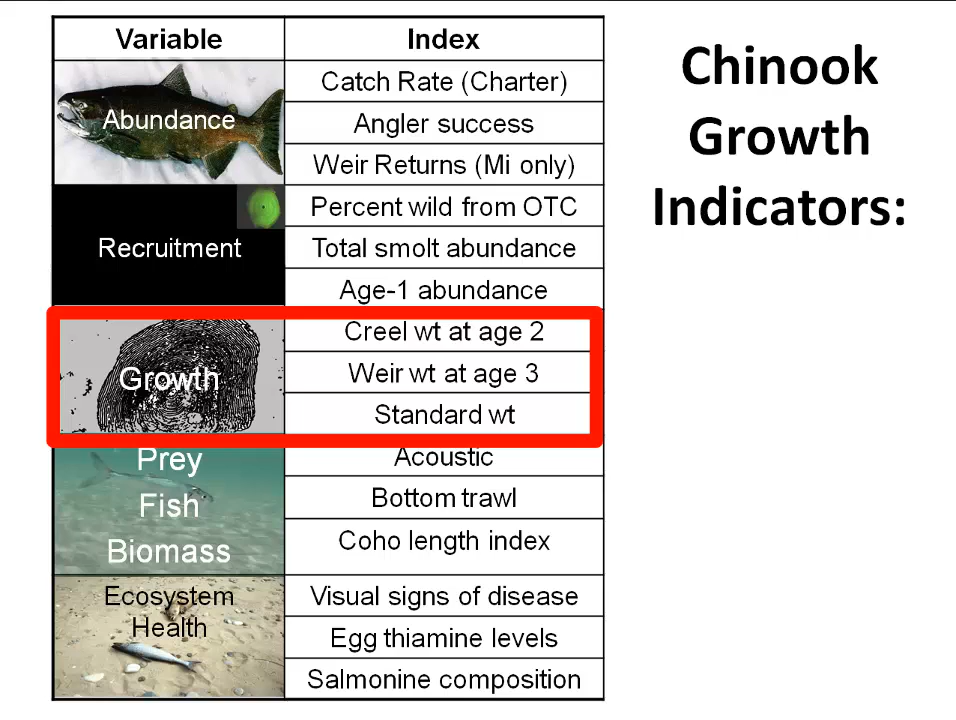 Variable Index
Abundance
Catch Rate (Charter)
Angler success
Weir Returns (Mi only)
Recruitment
Percent wild from OTC
Total smolt abundance
Age-1 abundance
Growth
Creel wt at age 2
Weir wt at age 3
Standard wt
Prey
Fish
Biomass
Acoustic
Bottom trawl
Coho length index
Ecosystem
Health
Visual signs of disease
Egg thiamine levels
Salmonine composition
Chinook
Growth
Indicators: